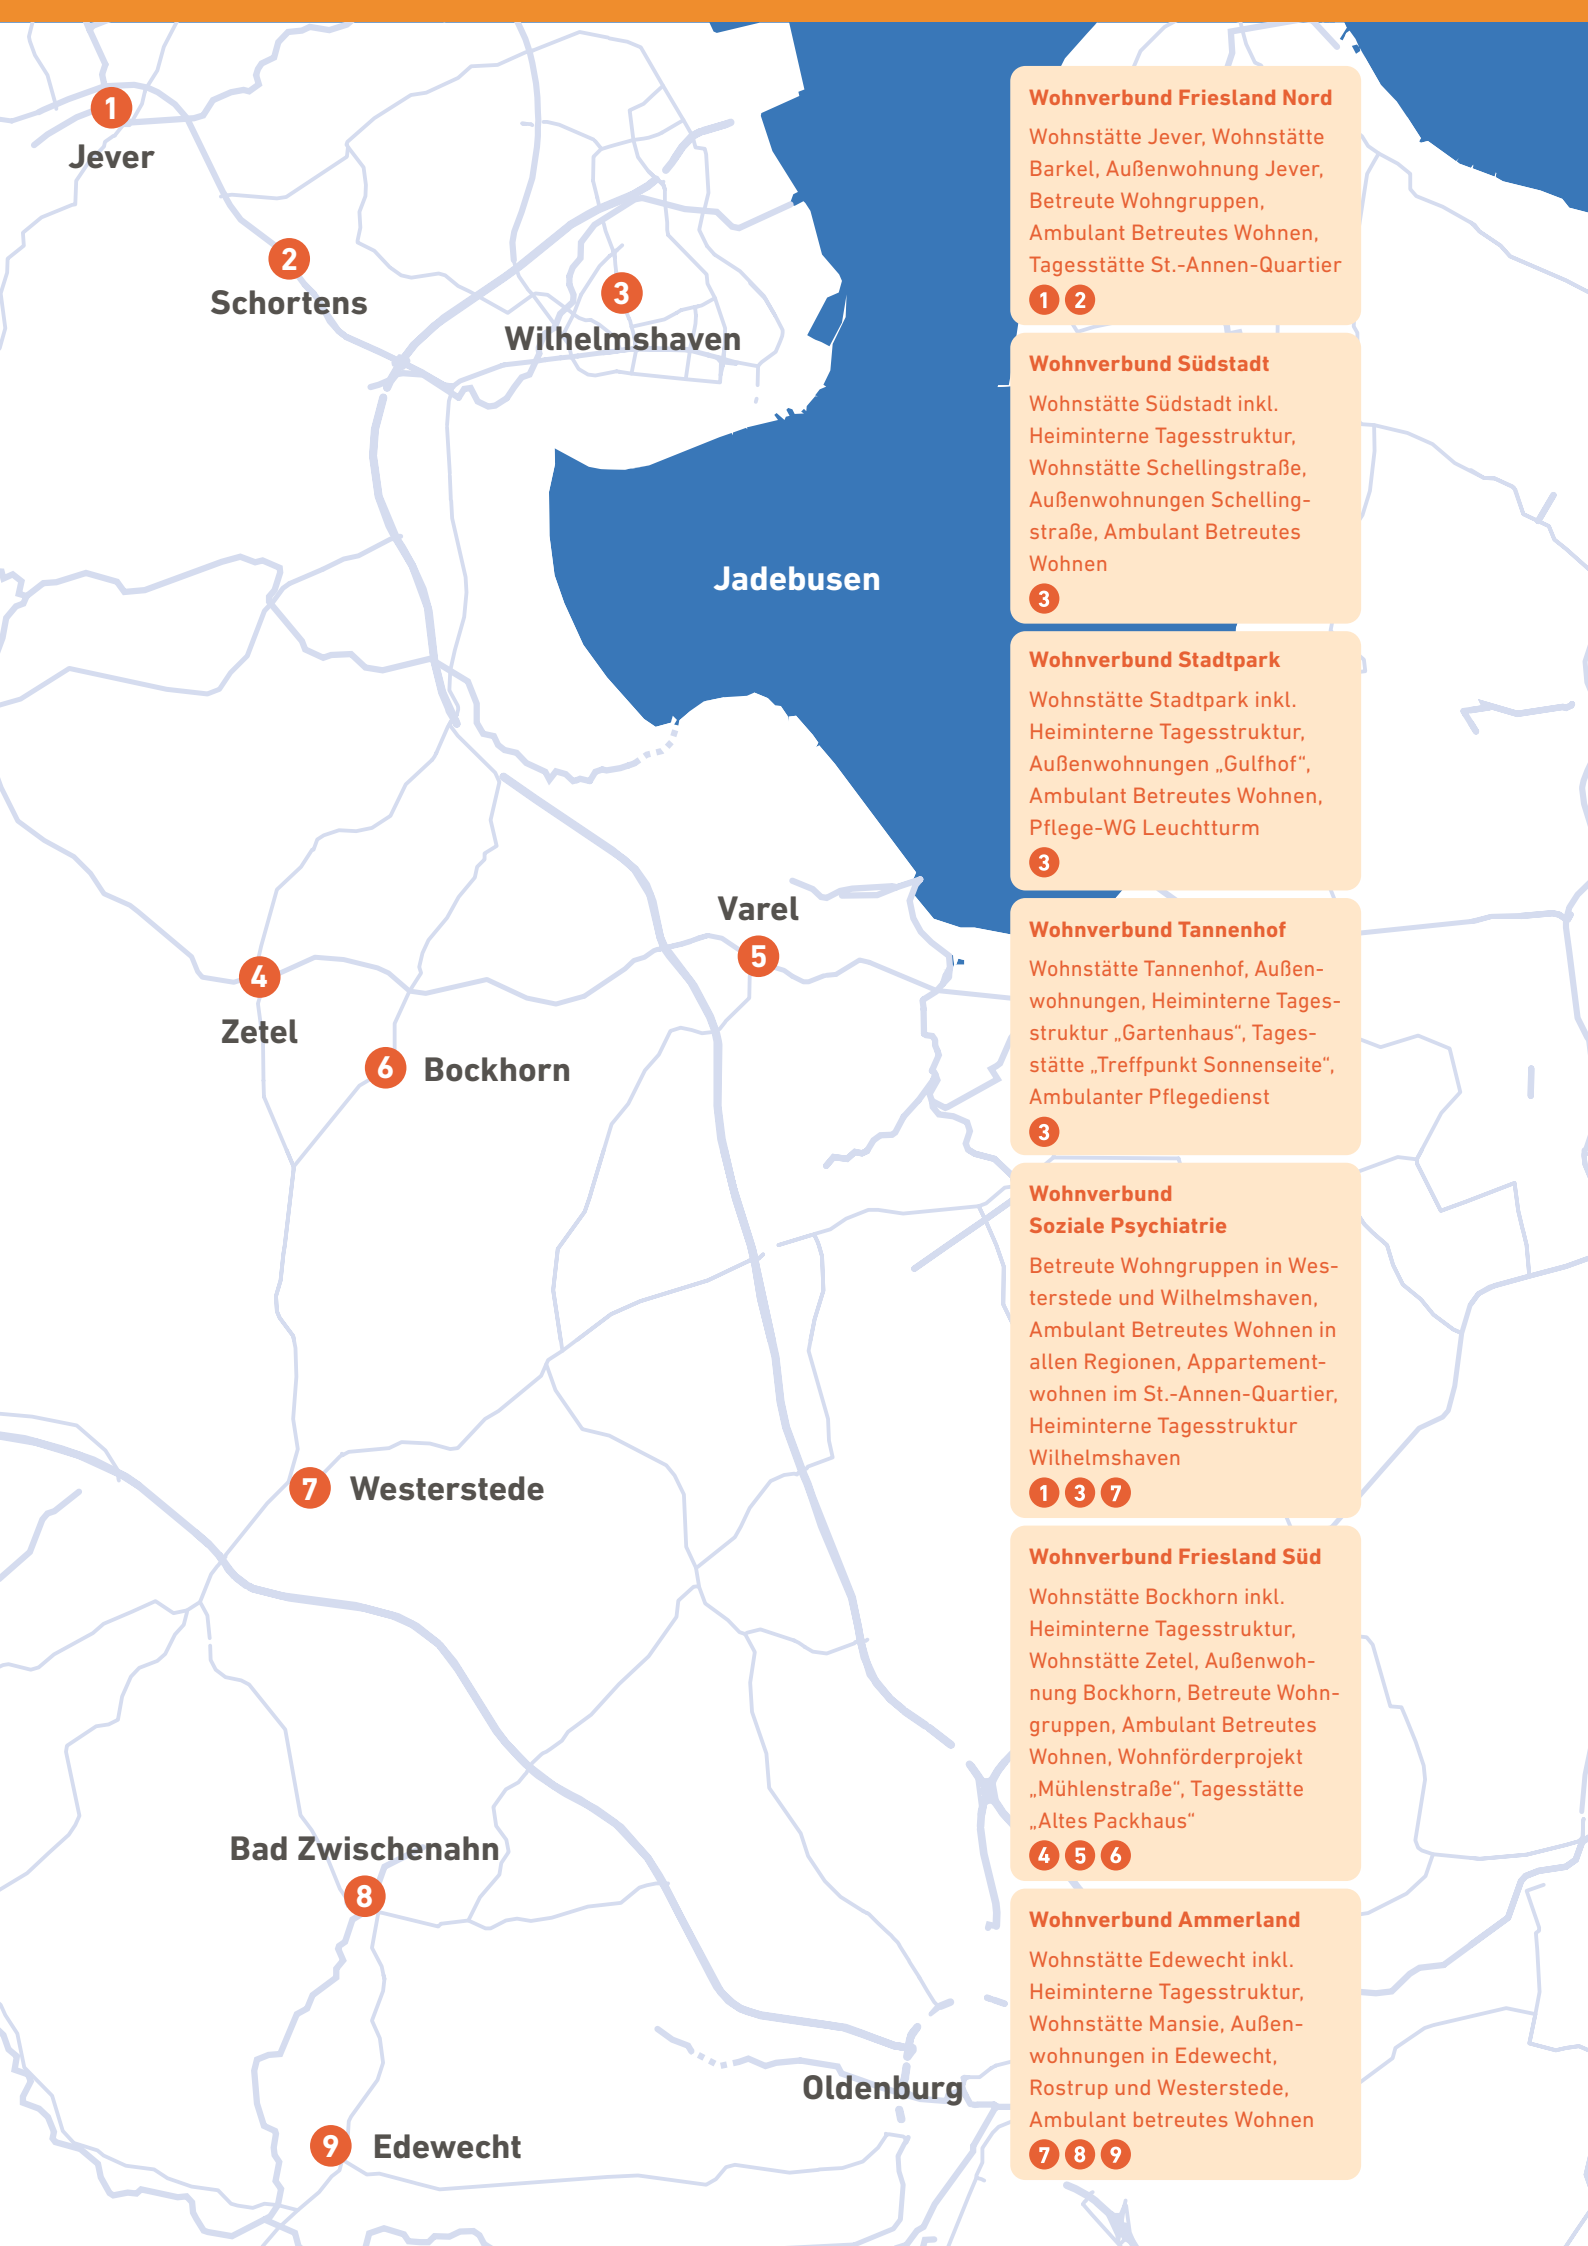 1
Jever
2
Schortens
3
Wilhelmshaven
Jadebusen
Varel
5
4
Zetel
6 Bockhorn
7 Westerstede
Bad Zwischenahn
8
Oldenburg
9 Edewecht
Wohnverbund Friesland Nord
Wohnstätte Jever, Wohnstätte
Barkel, Außenwohnung Jever,
Betreute Wohngruppen,
Ambulant Betreutes Wohnen,
Tagesstätte St.-Annen-Quartier
1 2
Wohnverbund Südstadt
Wohnstätte Südstadt inkl.
Heiminterne Tagesstruktur,
Wohnstätte Schellingstraße,
Außenwohnungen Schelling-
straße, Ambulant Betreutes
Wohnen
3
Wohnverbund Stadtpark
Wohnstätte Stadtpark inkl.
Heiminterne Tagesstruktur,
Außenwohnungen „Gulfhof“,
Ambulant Betreutes Wohnen,
Pflege-WG Leuchtturm
3
Wohnverbund Tannenhof
Wohnstätte Tannenhof, Außen-
wohnungen, Heiminterne Tages-
struktur „Gartenhaus“, Tages-
stätte „Treffpunkt Sonnenseite“,
Ambulanter Pflegedienst
3
Wohnverbund
Soziale Psychiatrie
Betreute Wohngruppen in Wes-
terstede und Wilhelmshaven,
Ambulant Betreutes Wohnen in
allen Regionen, Appartement-
wohnen im St.-Annen-Quartier,
Heiminterne Tagesstruktur
Wilhelmshaven
1 3 7
Wohnverbund Friesland Süd
Wohnstätte Bockhorn inkl.
Heiminterne Tagesstruktur,
Wohnstätte Zetel, Außenwoh-
nung Bockhorn, Betreute Wohn-
gruppen, Ambulant Betreutes
Wohnen, Wohnförderprojekt
„Mühlenstraße“, Tagesstätte
„Altes Packhaus“
4 5 6
Wohnverbund Ammerland
Wohnstätte Edewecht inkl.
Heiminterne Tagesstruktur,
Wohnstätte Mansie, Außen-
wohnungen in Edewecht,
Rostrup und Westerstede,
Ambulant betreutes Wohnen
7 8 9